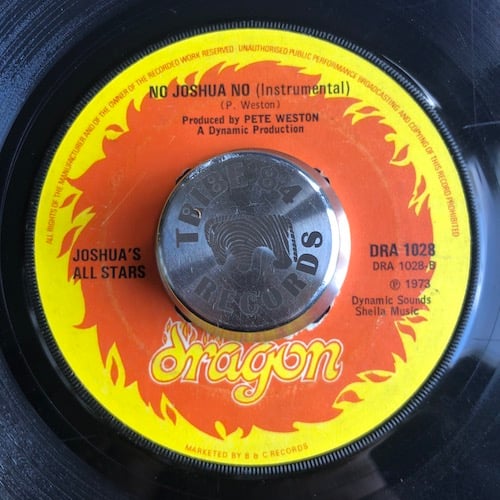 ALL RIGHTS OF THE MANUFACTURER AND OF THE OWNER OF THE RECORDED WORK RESERVED · UNAUTHORISED PUBLIC PERFORMANCE BROADCASTING AND COPYING OF THIS RECORD PROHIBITED
NO JOSHUA NO (Instrumental)
(P. Weston)
Produced by PETE WESTON
A Dynamic Production
TRIBE 84
RECORDS
JOSHUA'S
ALL STARS
DRA 1028
DRA 1028-B
℗ 1973
Dynamic Sounds
Sheila Music
dragon
MARKETED BY B & C RECORDS